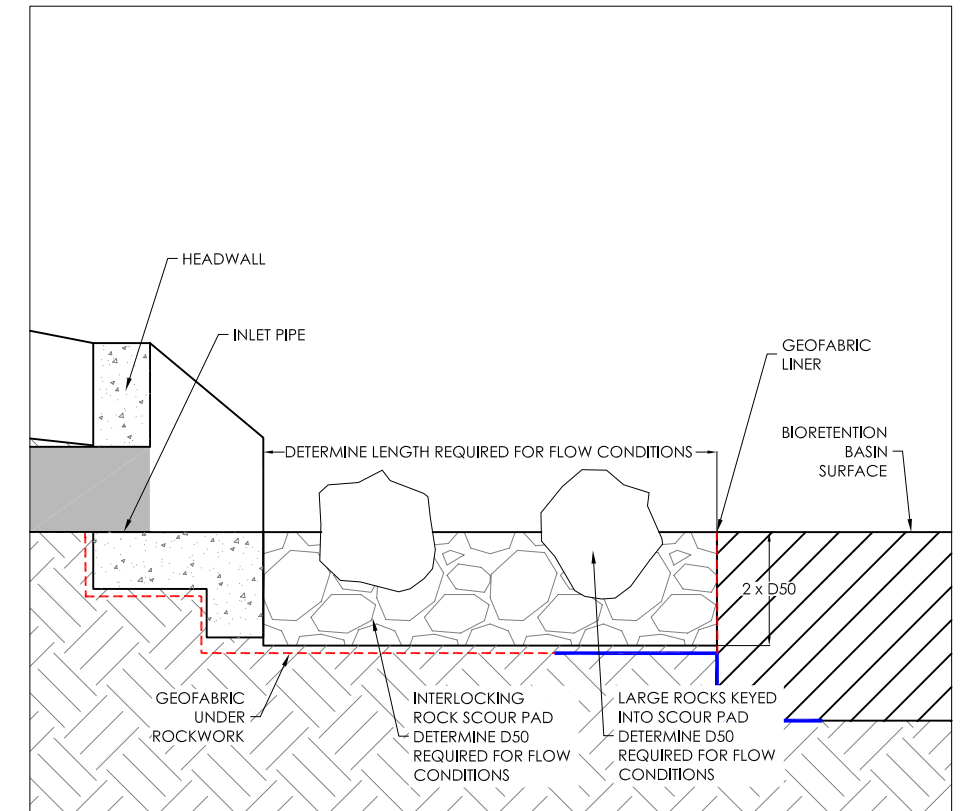 HEADWALL
INLET PIPE
GEOFABRIC
LINER
DETERMINE LENGTH REQUIRED FOR FLOW CONDITIONS
BIORETENTION
BASIN
SURFACE
2 x D50
GEOFABRIC
UNDER
ROCKWORK
INTERLOCKING
ROCK SCOUR PAD
DETERMINE D50
REQUIRED FOR FLOW
CONDITIONS
LARGE ROCKS KEYED
INTO SCOUR PAD
DETERMINE D50
REQUIRED FOR FLOW
CONDITIONS